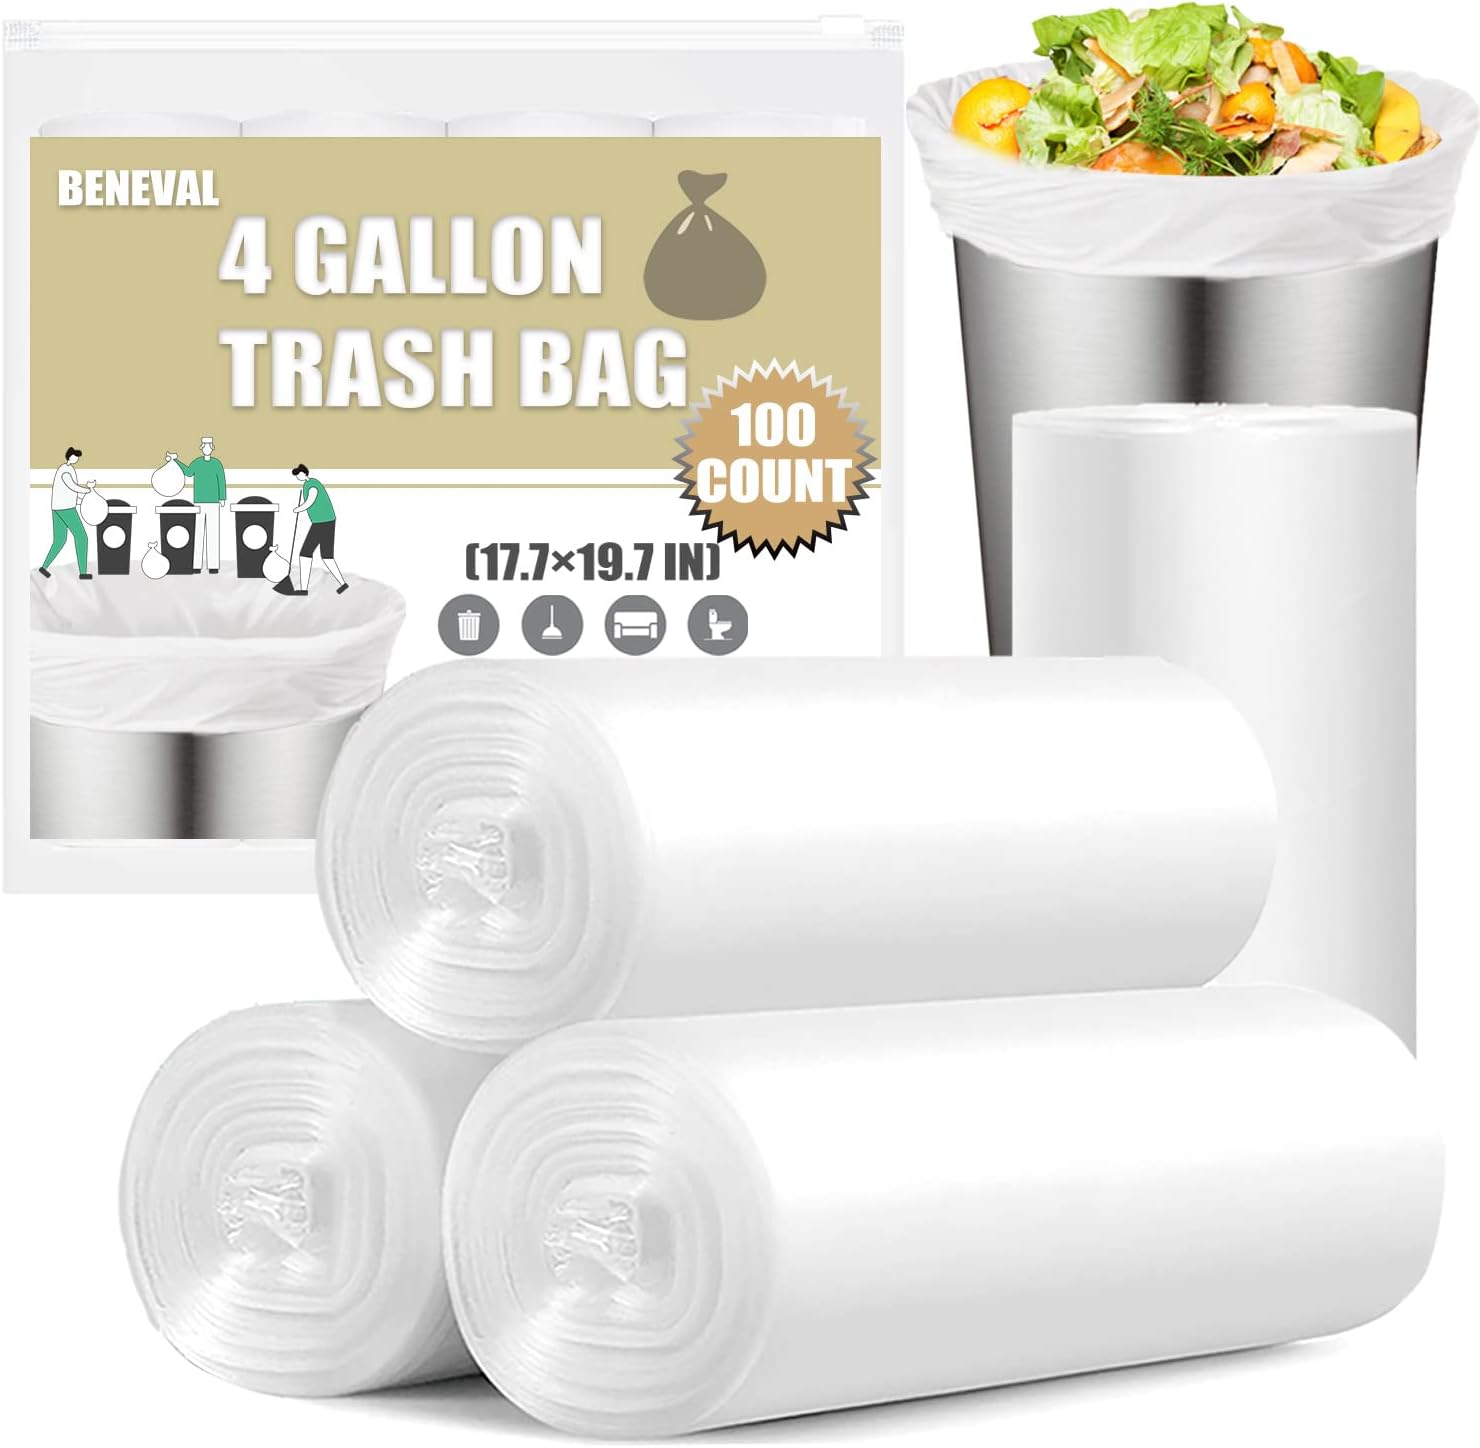 BENEVAL
4 GALLON
TRASH BAG
100
COUNT
(17.7×19.7 IN)